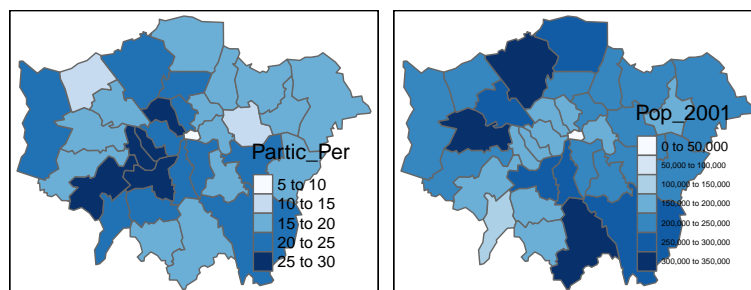 Partic_Per
5 to 10
10 to 15
15 to 20
20 to 25
25 to 30
Pop_2001
0 to 50,000
50,000 to 100,000
100,000 to 150,000
150,000 to 200,000
200,000 to 250,000
250,000 to 300,000
300,000 to 350,000